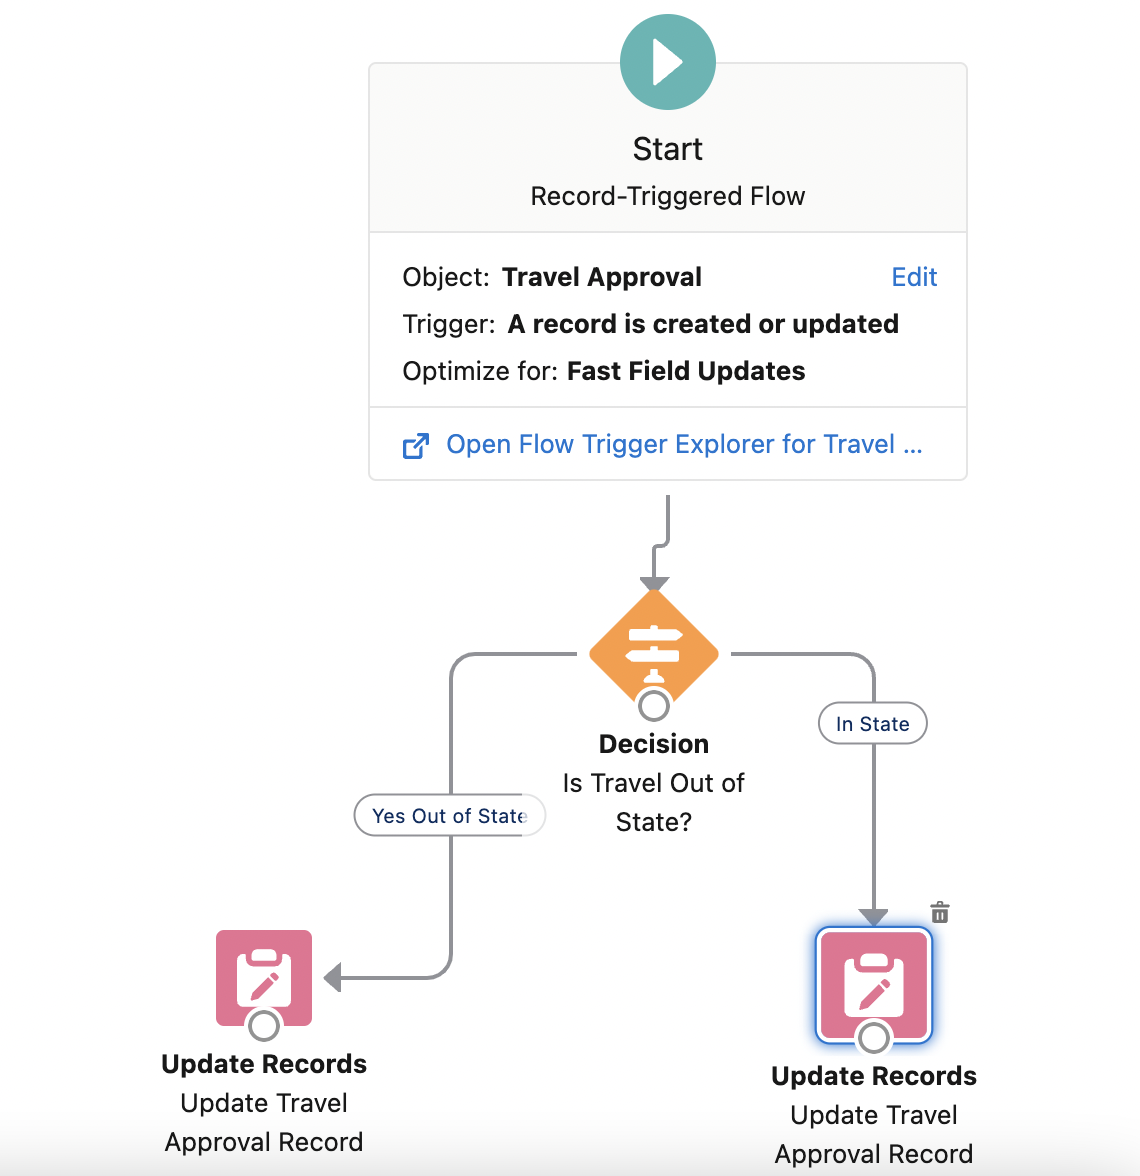 Start
Record-Triggered Flow
Object: Travel Approval Edit
Trigger: A record is created or updated
Optimize for: Fast Field Updates
Open Flow Trigger Explorer for Travel ...
In State
Decision
Is Travel Out of
State?
Yes Out of State
Update Records
Update Travel
Approval Record
Update Records
Update Travel
Approval Record